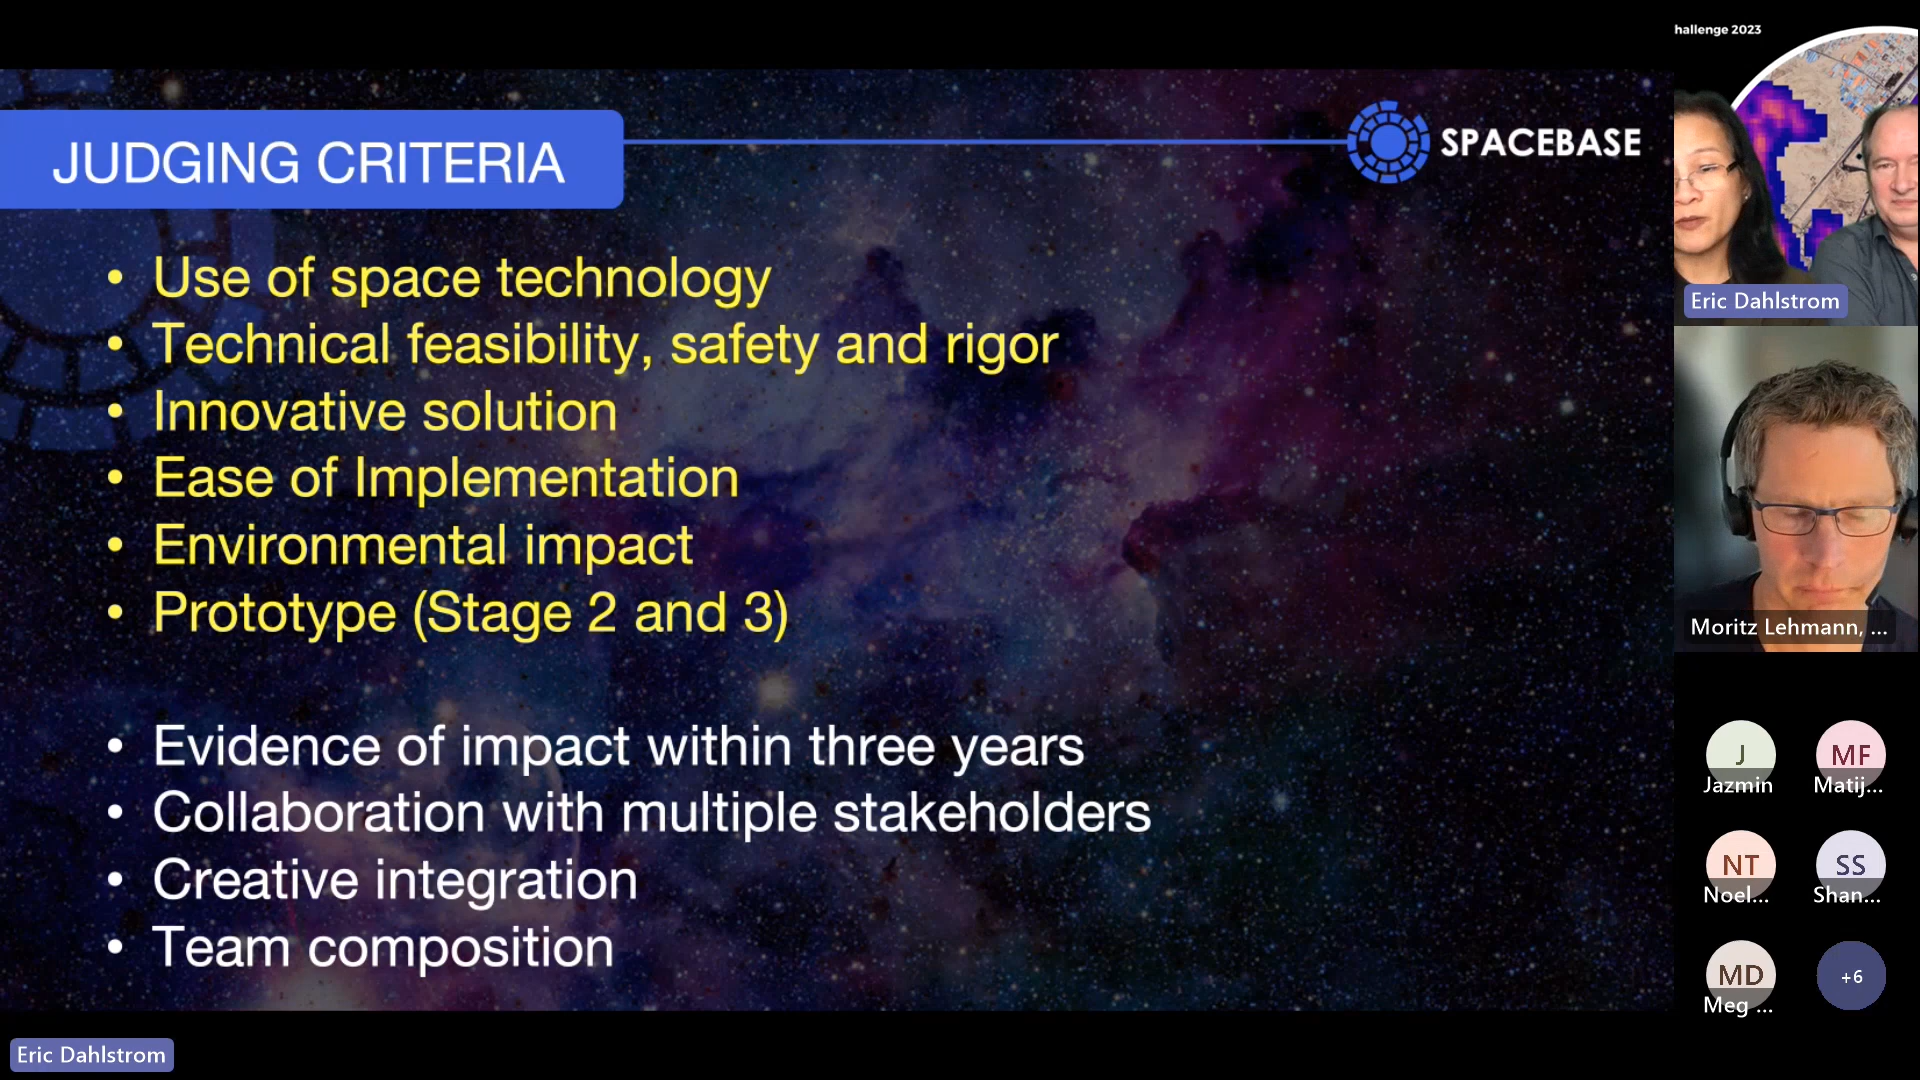 hallenge 2023
JUDGING CRITERIA
SPACEBASE
• Use of space technology
• Technical feasibility, safety and rigor
• Innovative solution
• Ease of Implementation
• Environmental impact
• Prototype (Stage 2 and 3)
• Evidence of impact within three years
• Collaboration with multiple stakeholders
• Creative integration
• Team composition
Eric Dahlstrom
Moritz Lehmann, ...
J MF
Jazmin Matij...
NT SS
Noel... Shan...
MD +6
Meg ...
Eric Dahlstrom